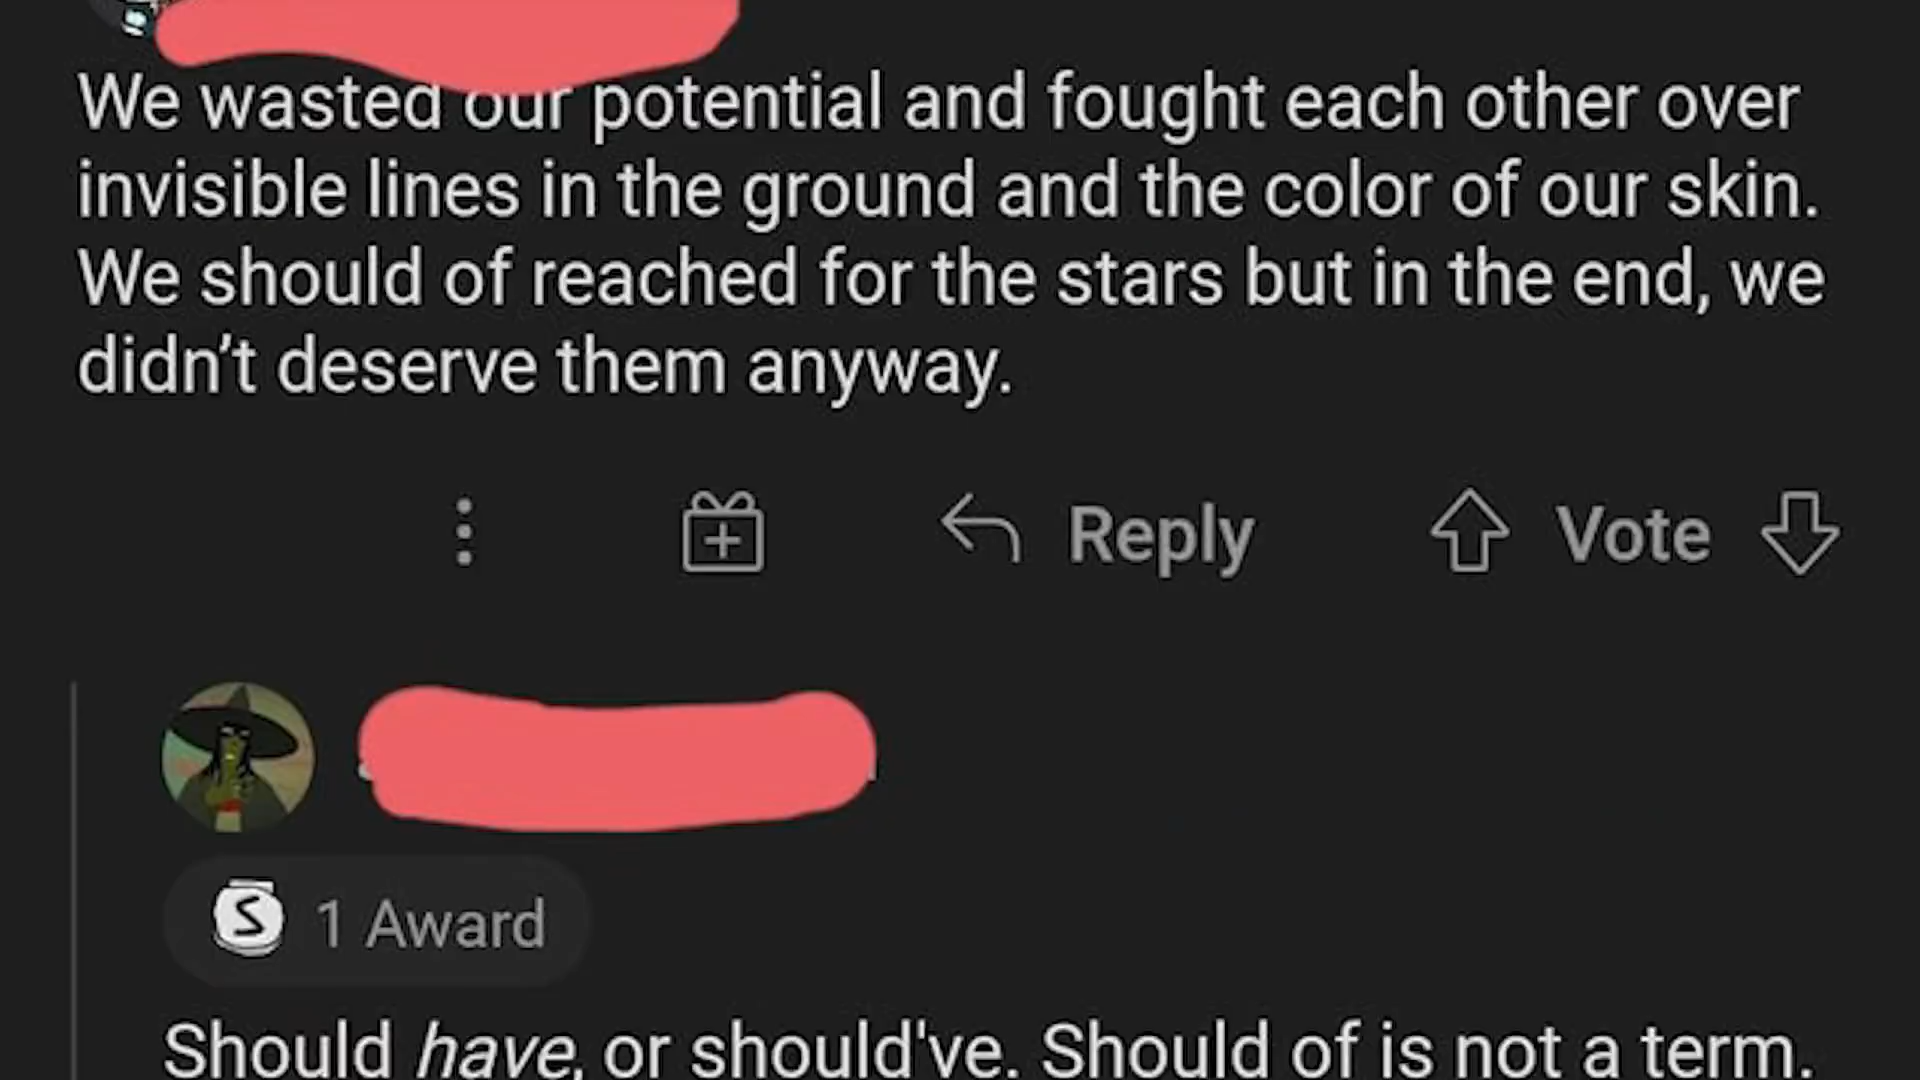 We wasted our potential and fought each other over
invisible lines in the ground and the color of our skin.
We should of reached for the stars but in the end, we
didn’t deserve them anyway.
Reply Vote
S 1 Award
Should have, or should've. Should of is not a term.